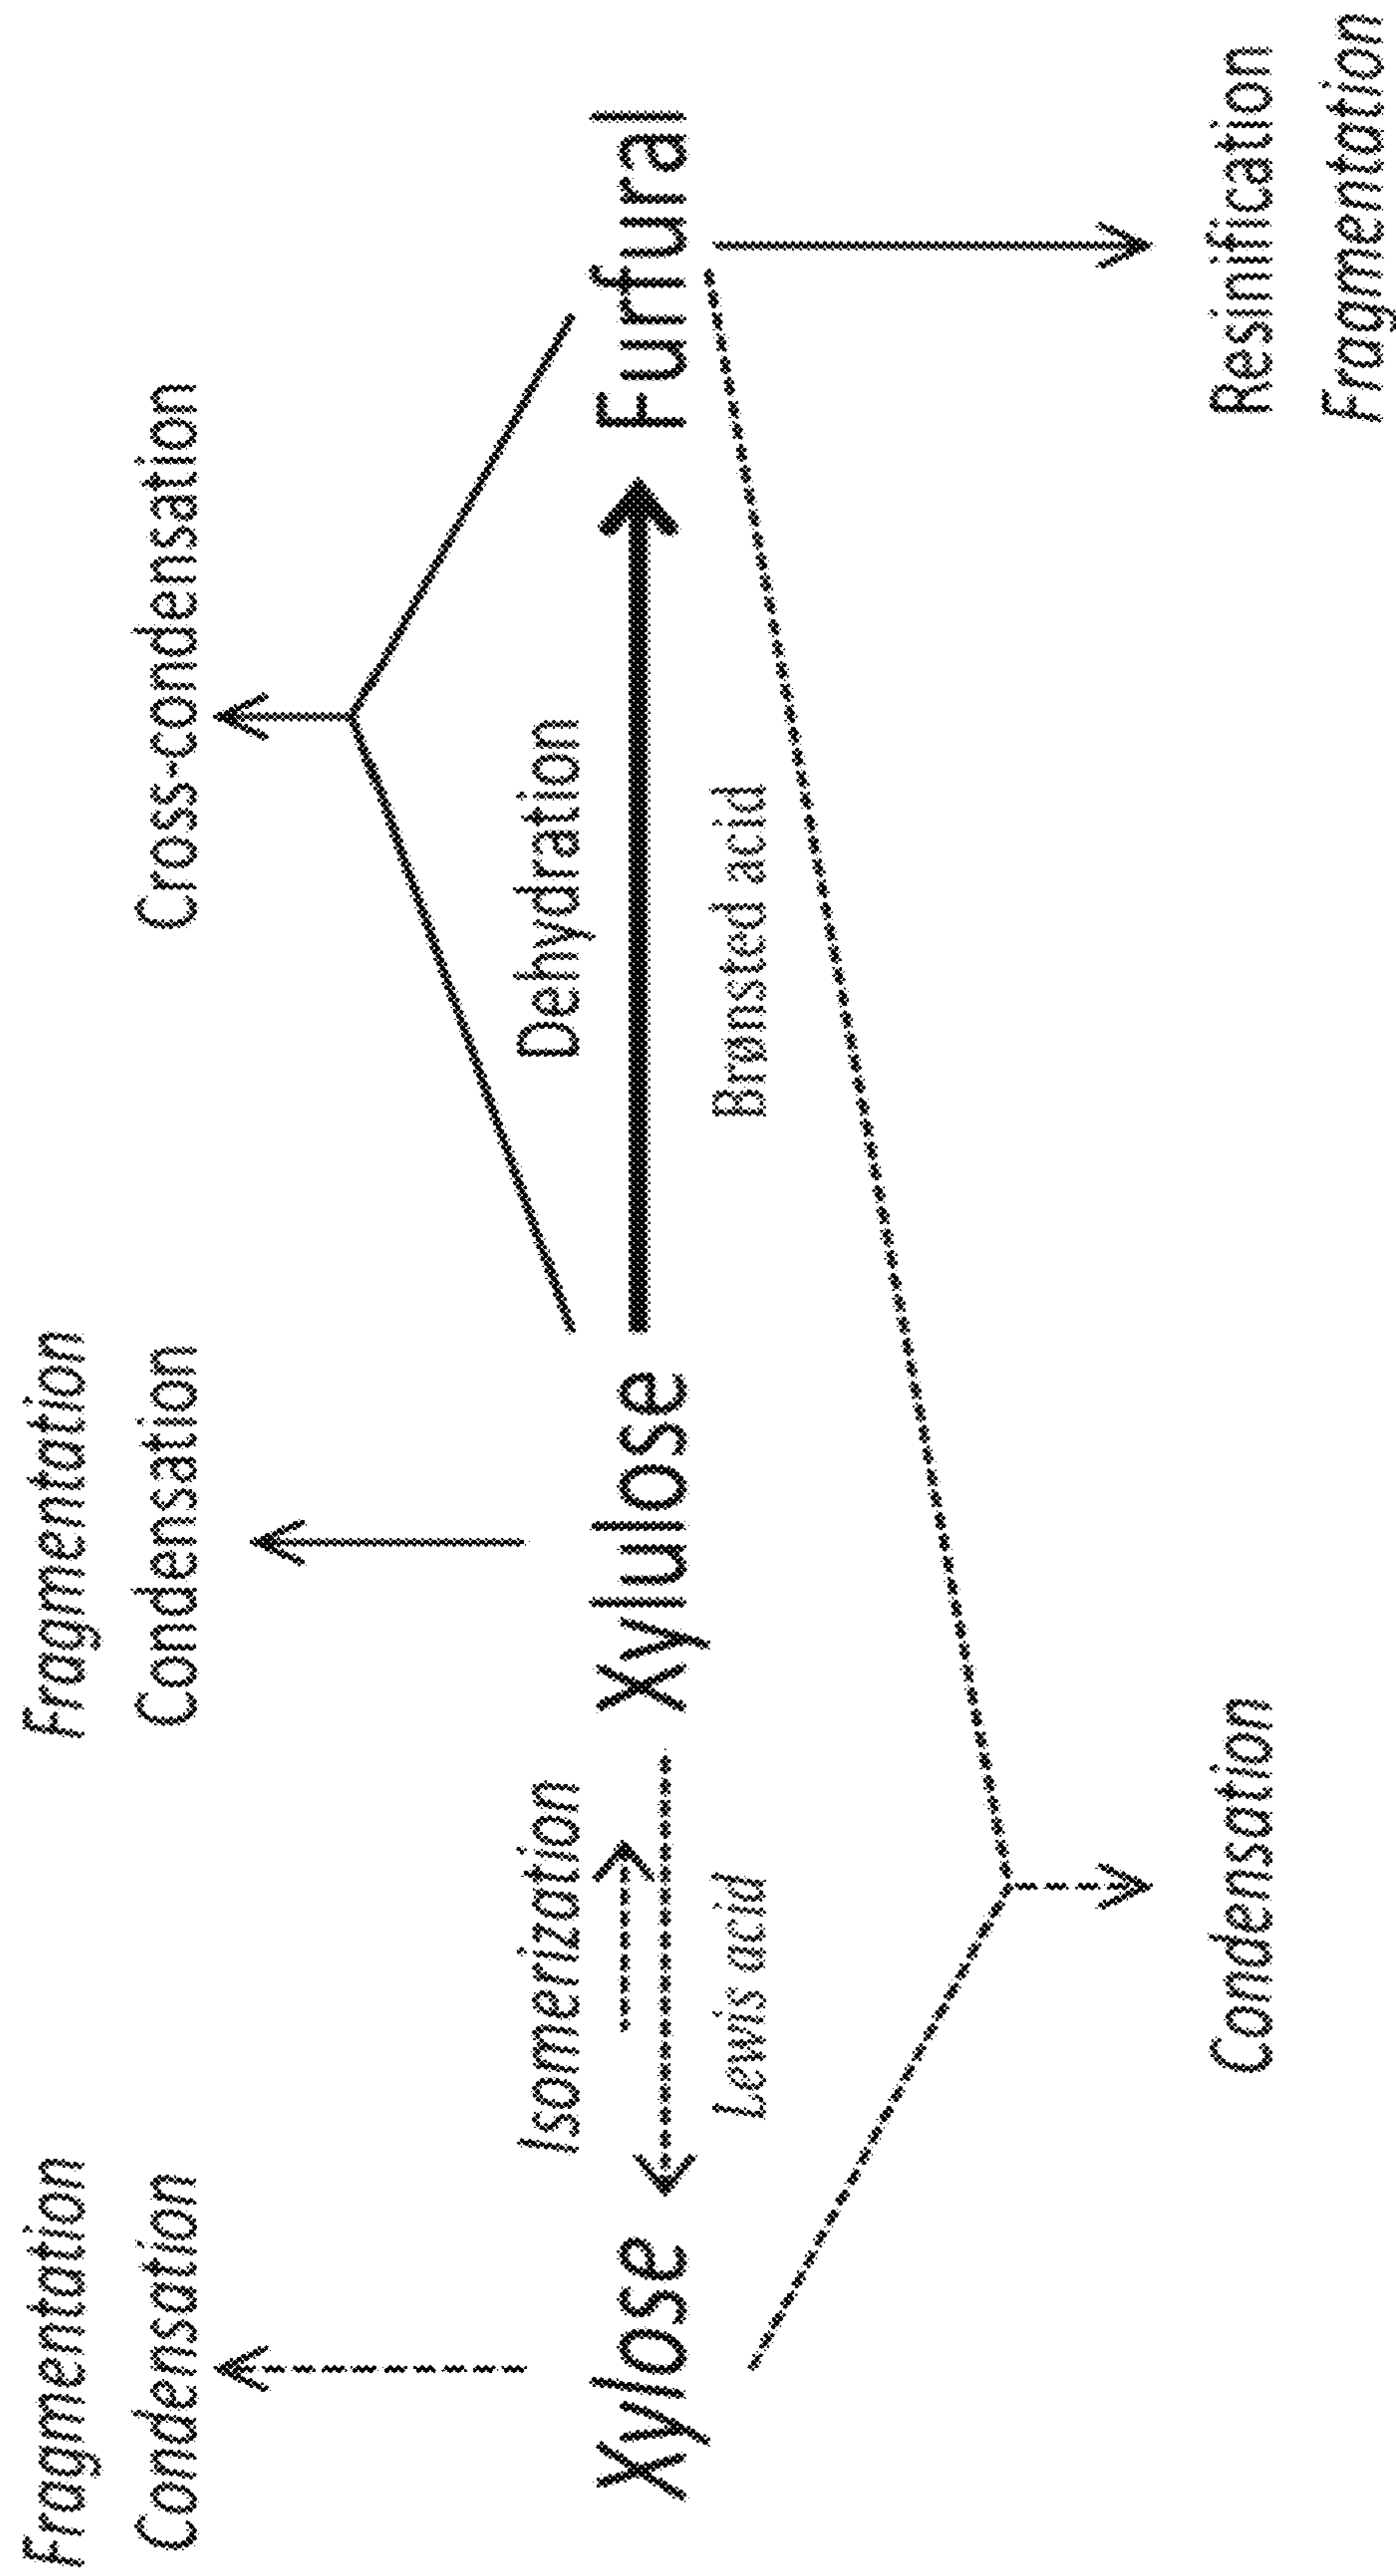 Fragmentation
Condensation
Fragmentation
Condensation
Cross-condensation
Isomerization
Dehydration
Xylose
Xylulose
Furfural
Lewis acid
Brønsted acid
Condensation
Resinification
Fragmentation